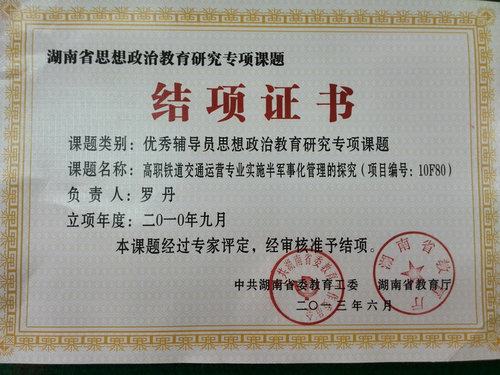 湖南省思想政治教育研究专项课题
结项证书
课题类别：优秀辅导员思想政治教育研究专项课题
课题名称：高职铁道交通运营专业实施半军事化管理的探究（项目编号：10F80）
负责人：罗丹
立项年度：二〇一〇年九月
本课题经过专家评定，经审核准予结项。
中共湖南省委教育工委 湖南省教育厅
二〇一三年六月
湖南省教育厅